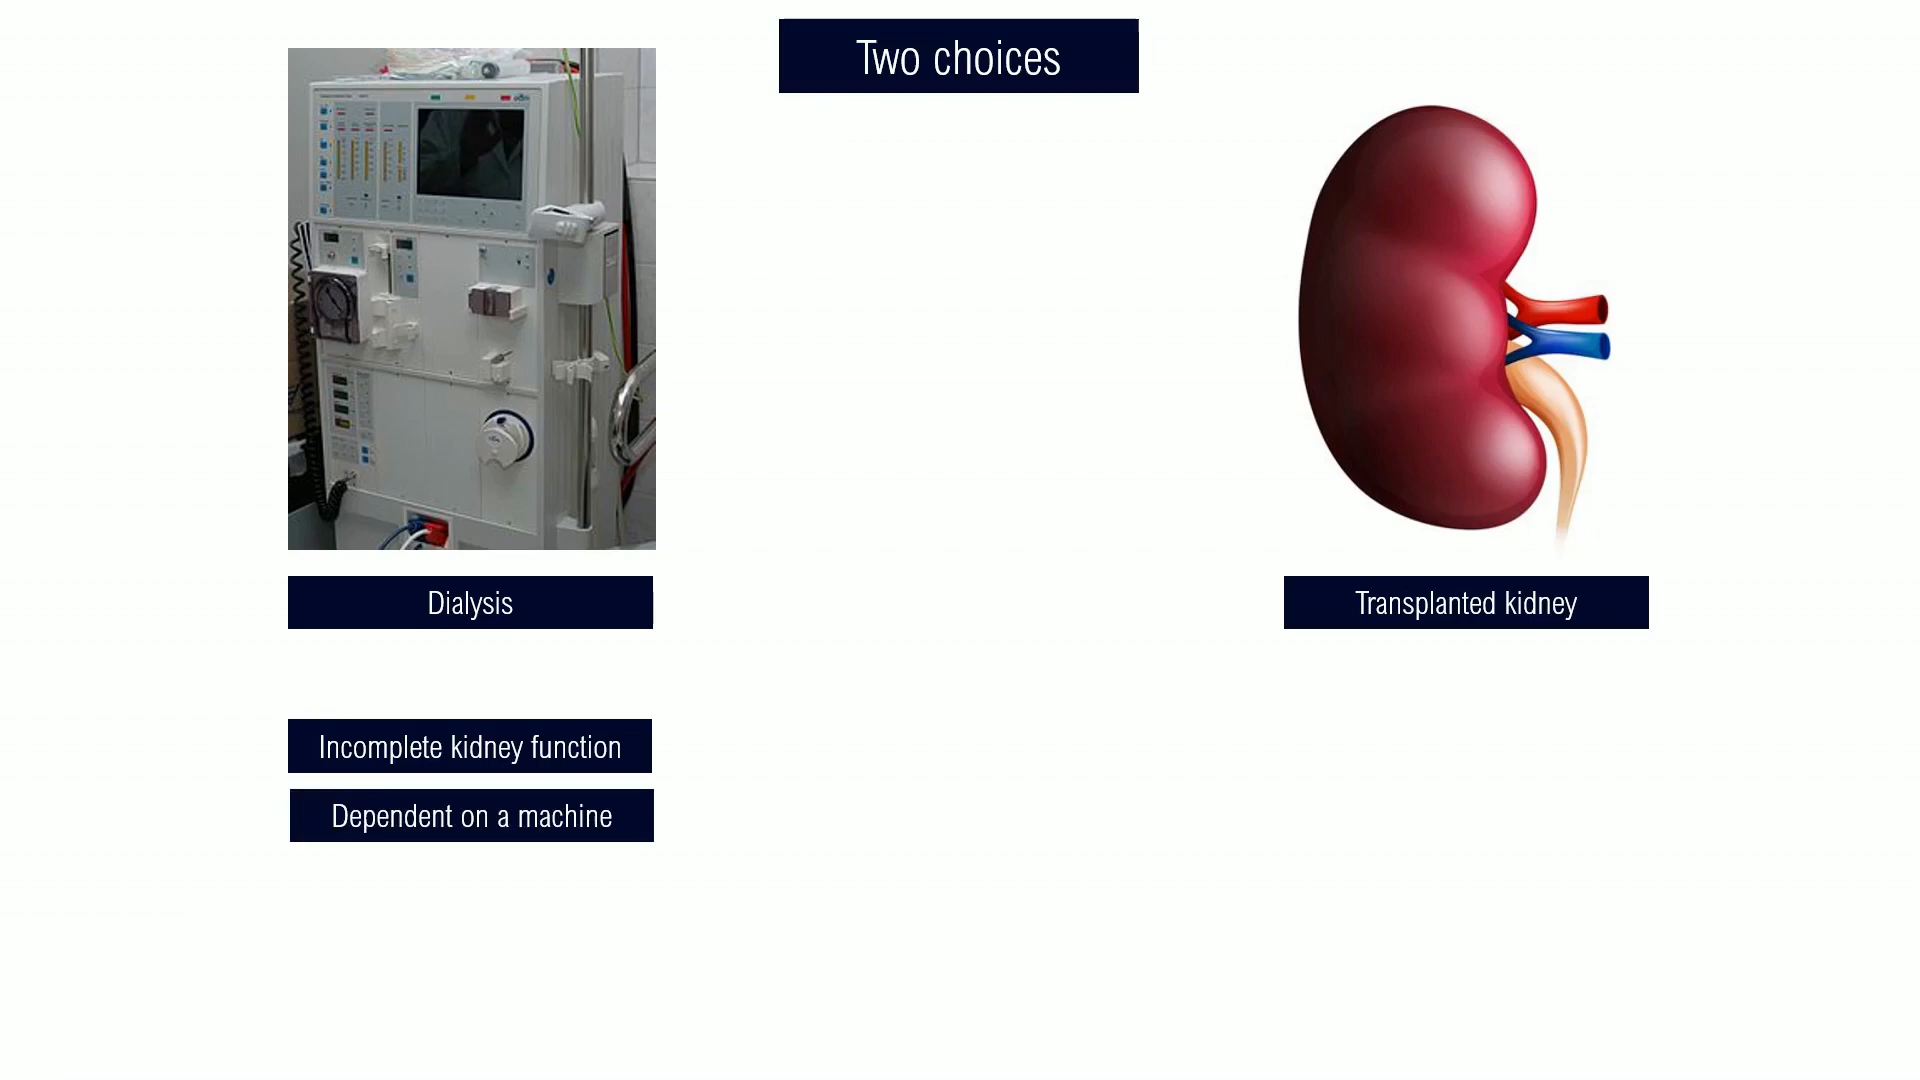 Two choices
Dialysis
Transplanted kidney
Incomplete kidney function
Dependent on a machine